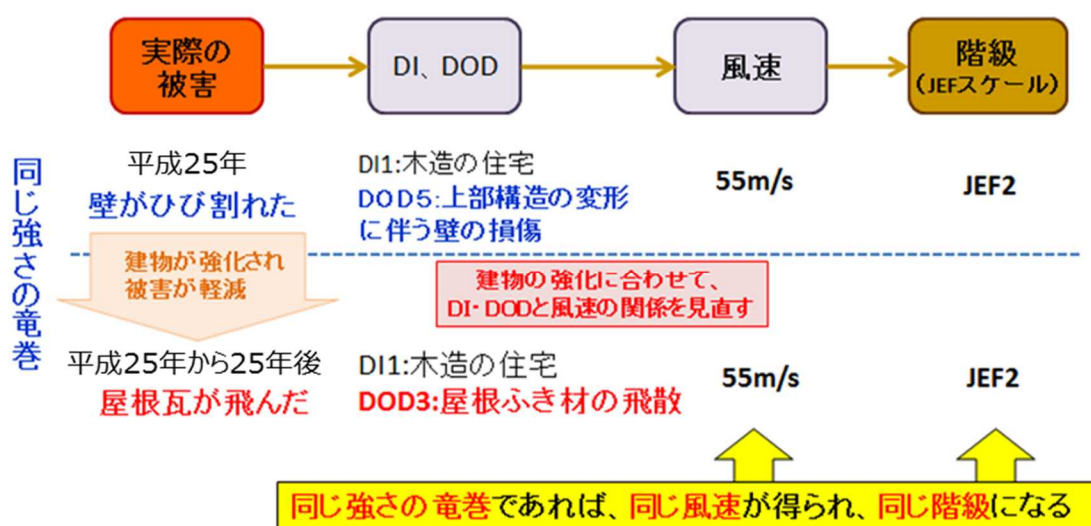 実際の
被害
DI、DOD
風速
階級
（JEFスケール）
同じ強さの竜巻
平成25年
壁がひび割れた
DI1:木造の住宅
DOD5:上部構造の変形
に伴う壁の損傷
55m/s
JEF2
建物が強化され
被害が軽減
建物の強化に合わせて、
DI・DODと風速の関係を見直す
平成25年から25年後
屋根瓦が飛んだ
DI1:木造の住宅
DOD3:屋根ふき材の飛散
55m/s
JEF2
同じ強さの竜巻であれば、同じ風速が得られ、同じ階級になる